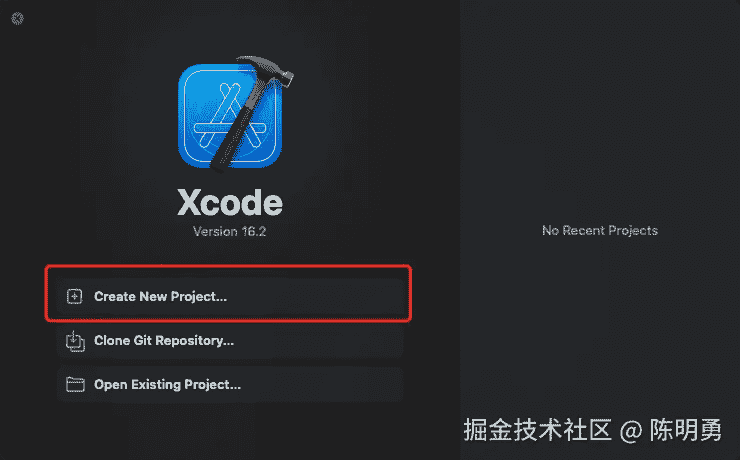 Xcode
Version 16.2
Create New Project...
Clone Git Repository...
Open Existing Project...
No Recent Projects
掘金技术社区 @ 陈明勇